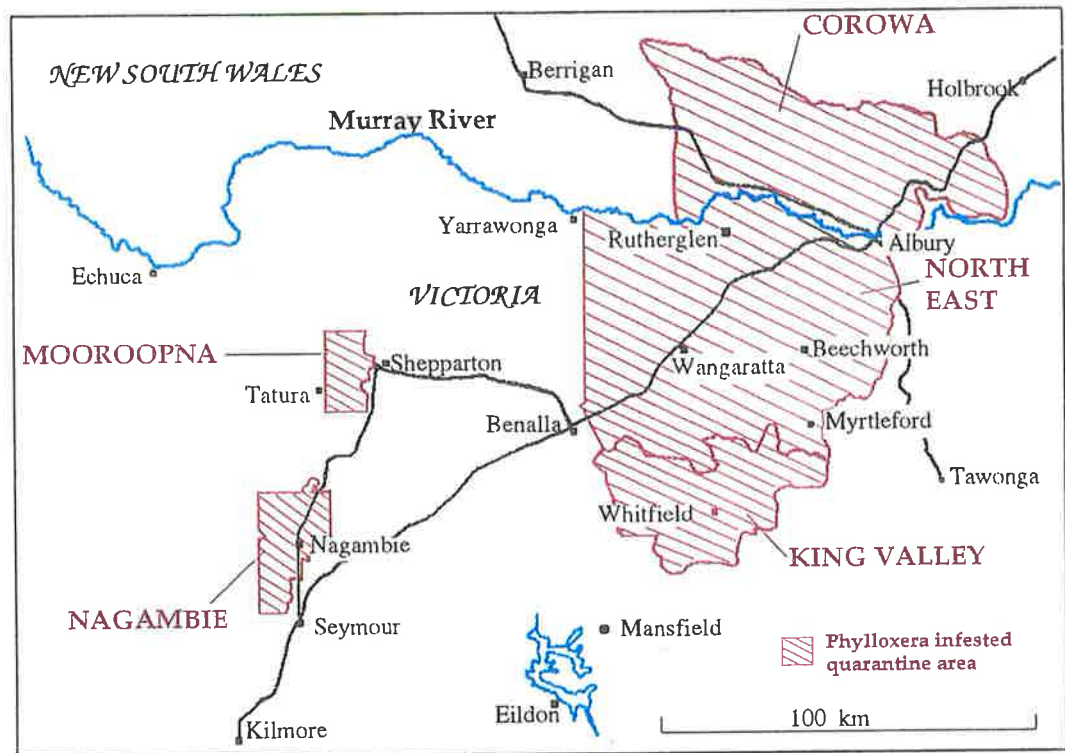 COROWA
NEW SOUTH WALES
Berrigan
Holbrook
Murray River
Yarrawonga
Rutherglen
Albury
Echuca
VICTORIA
NORTH
EAST
MOOROOPNA
Shepparton
Wangaratta
Beechworth
Tatura
Benalla
Myrtleford
Tawonga
Whitfield
Nagambie
KING VALLEY
NAGAMBIE
Seymour
Mansfield
Phylloxera infested
quarantine area
Eildon
100 km
Kilmore